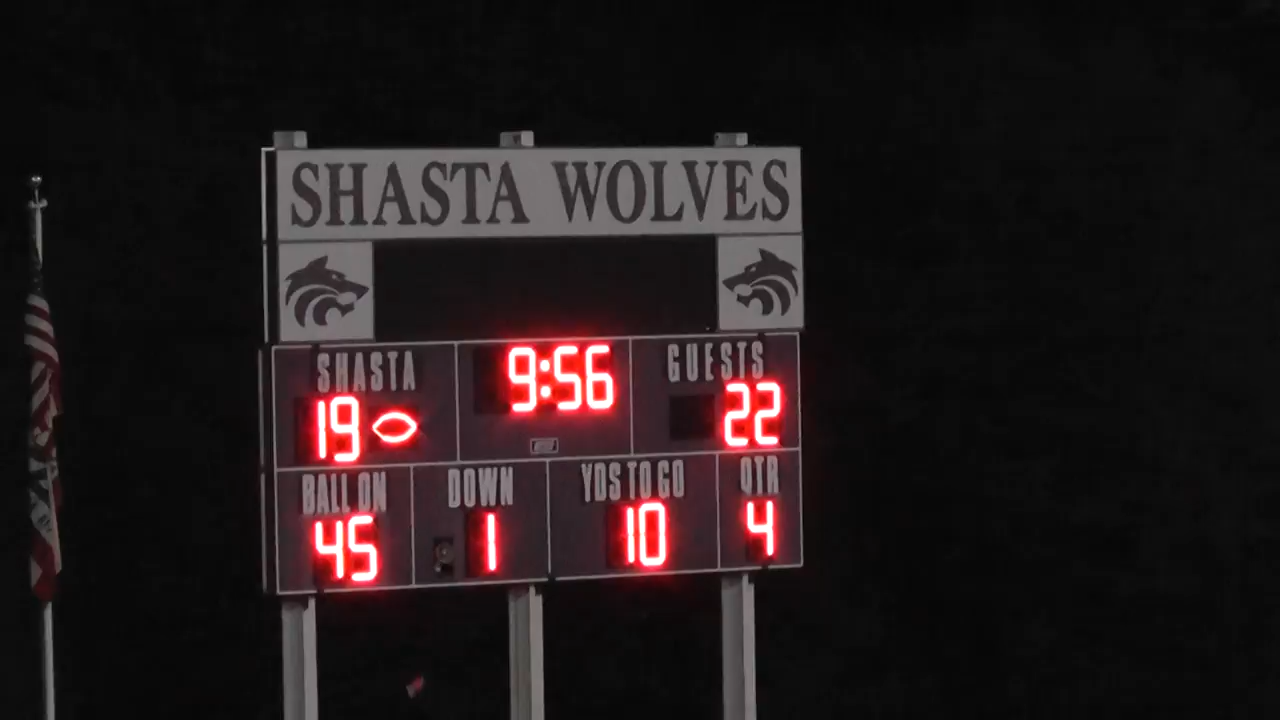 SHASTA WOLVES
SHASTA 9:56 GUESTS
19 22
BALL ON DOWN YDS TO GO QTR
45 1 10 4